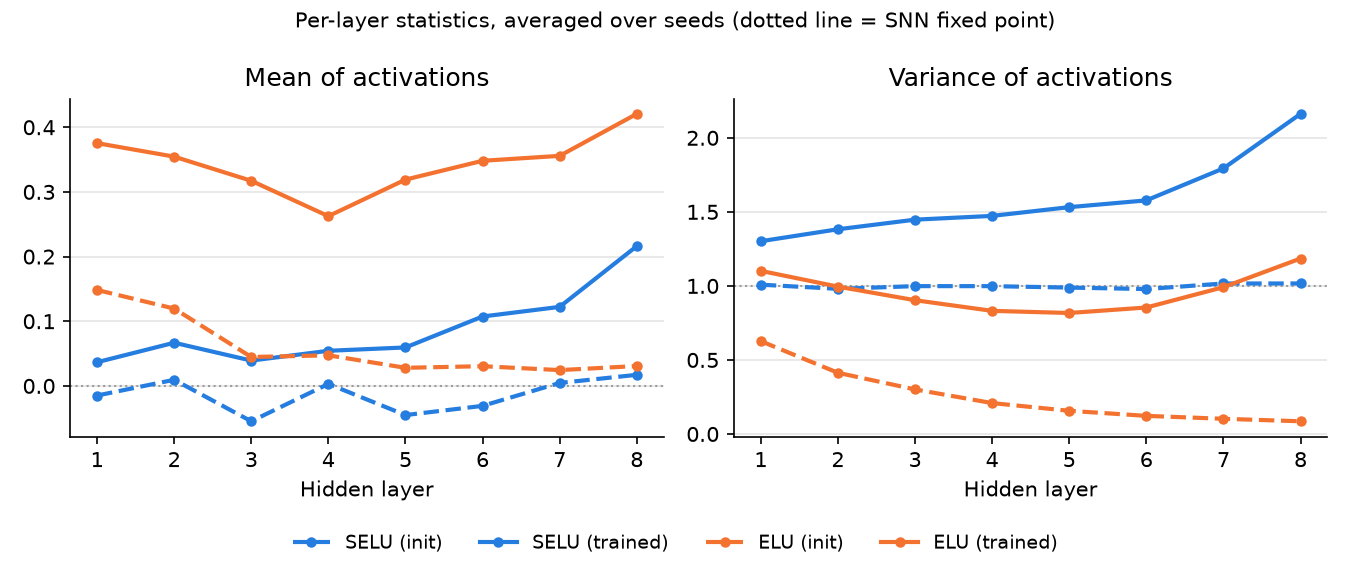 Per-layer statistics, averaged over seeds (dotted line = SNN fixed point)
Mean of activations
0.4
0.3
0.2
0.1
0.0
1 2 3 4 5 6 7 8
Hidden layer
Variance of activations
2.0
1.5
1.0
0.5
0.0
1 2 3 4 5 6 7 8
Hidden layer
SELU (init) SELU (trained) ELU (init) ELU (trained)